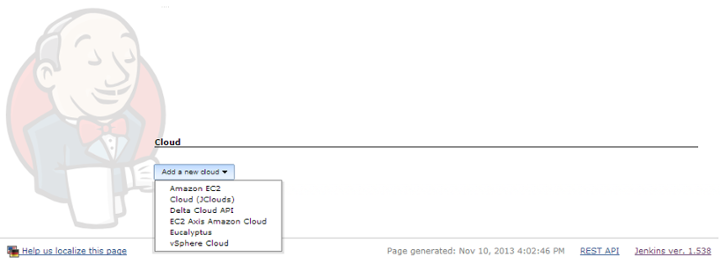 ...
Cloud
Add a new cloud
Amazon EC2
Cloud (JClouds)
Delta Cloud API
EC2 Axis Amazon Cloud
Eucalyptus
vSphere Cloud
Help us localize this page
Page generated: Nov 10, 2013 4:02:46 PM REST API Jenkins ver. 1.538